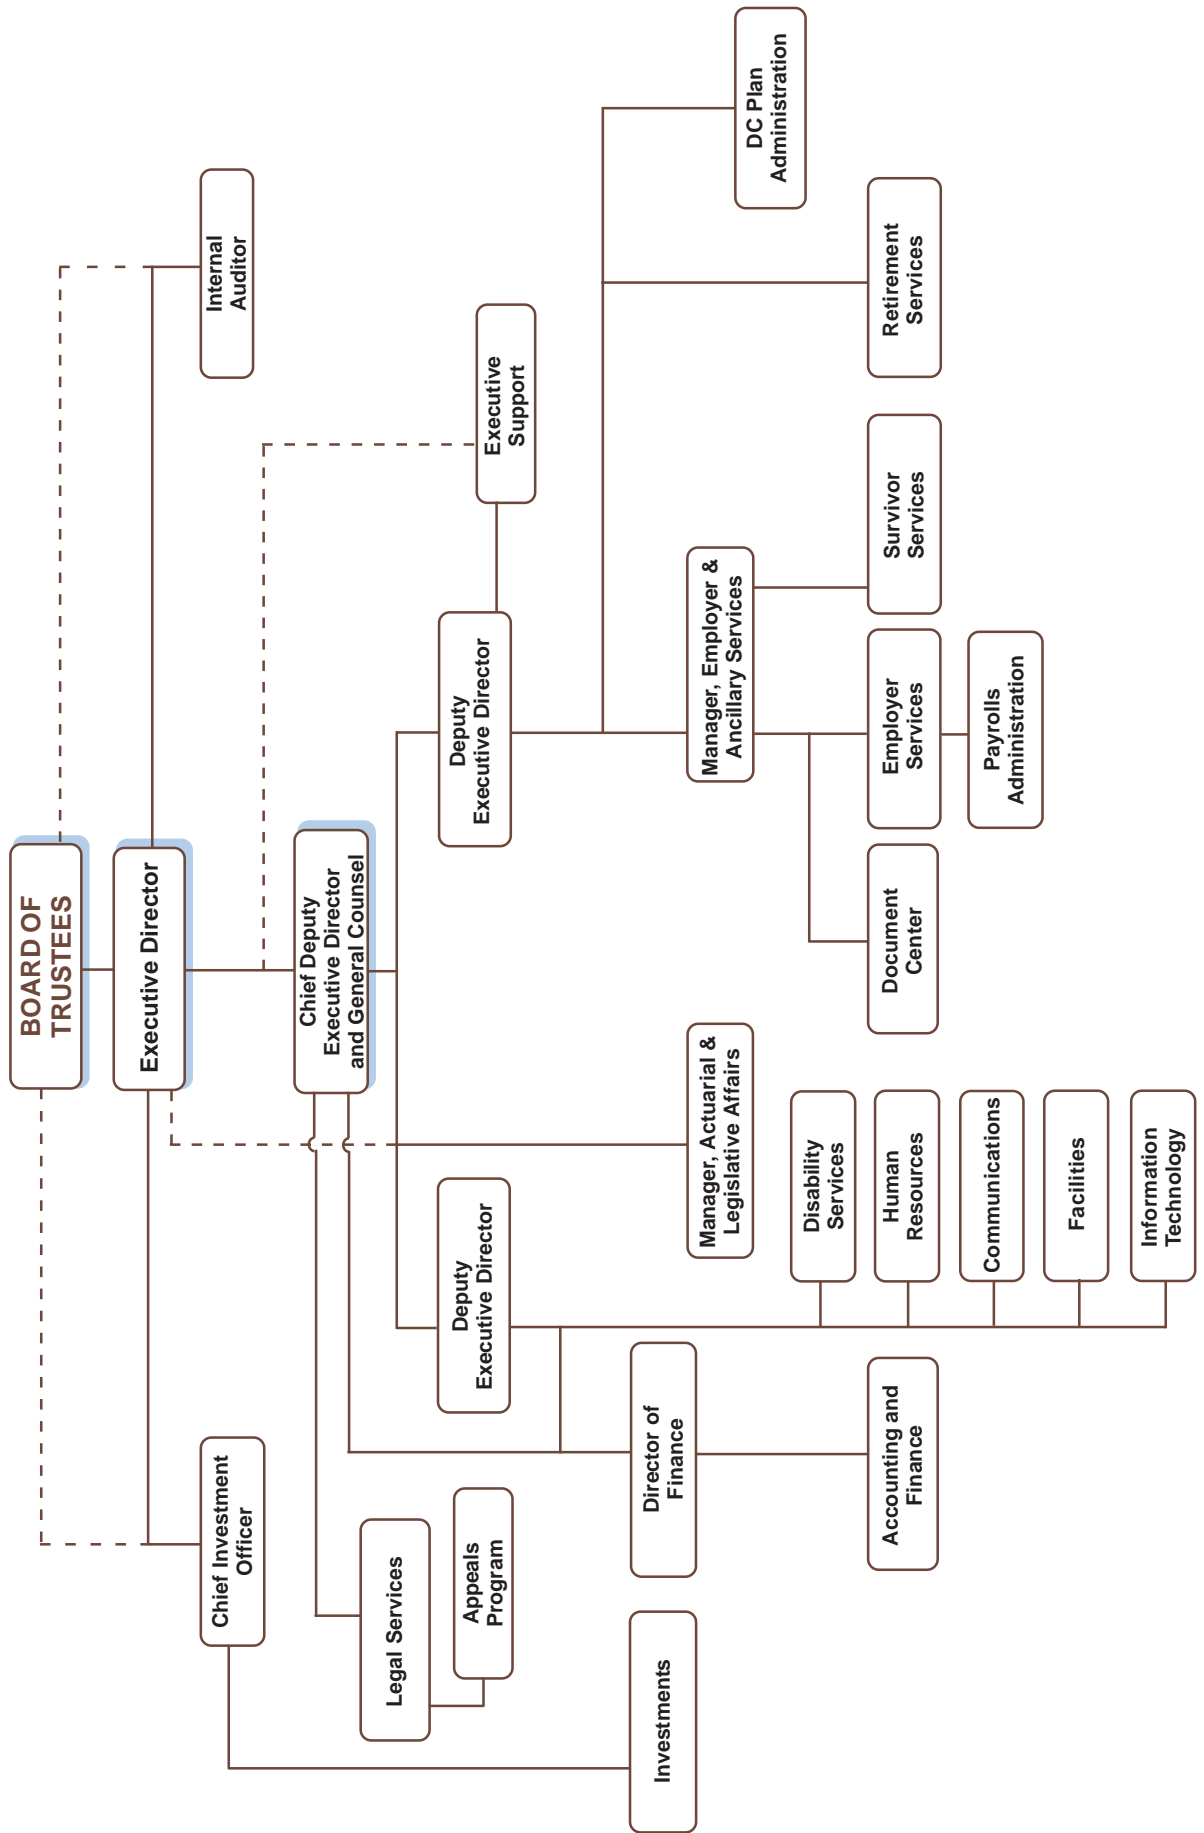 BOARD OF
TRUSTEES
Executive Director
Chief Investment
Officer
Internal
Auditor
Chief Deputy
Executive Director
and General Counsel
Legal Services
Appeals
Program
Deputy
Executive Director
Deputy
Executive Director
Executive
Support
Investments
Director of
Finance
Manager, Actuarial &
Legislative Affairs
Manager, Employer &
Ancillary Services
DC Plan
Administration
Accounting and
Finance
Disability
Services
Human
Resources
Communications
Facilities
Information
Technology
Document
Center
Employer
Services
Survivor
Services
Retirement
Services
Payrolls
Administration